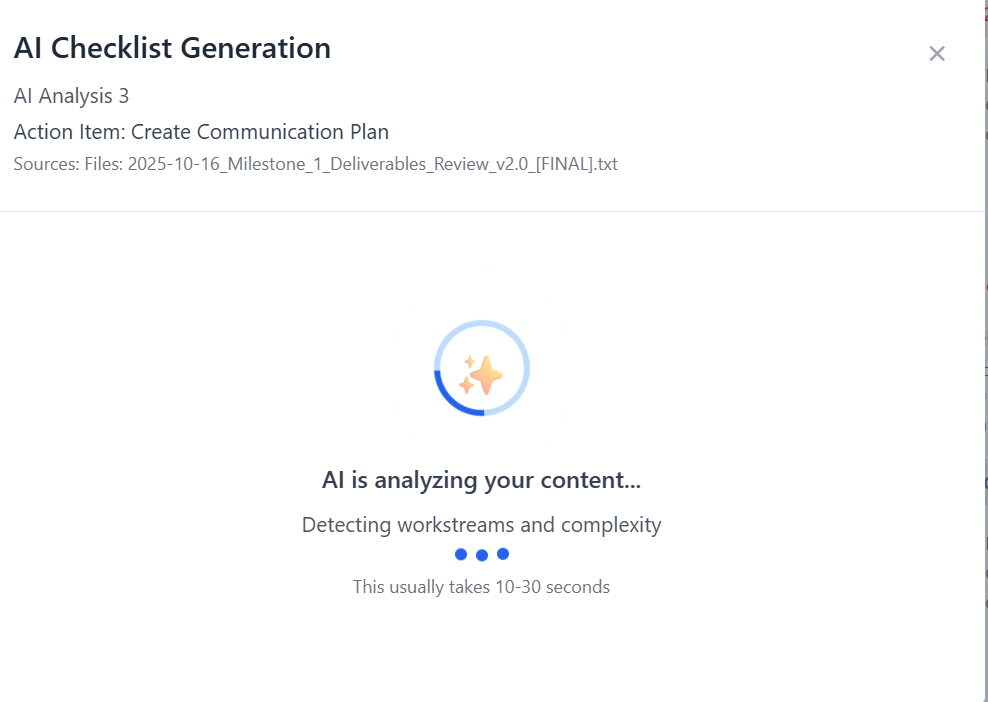 AI Checklist Generation
AI Analysis 3
Action Item: Create Communication Plan
Sources: Files: 2025-10-16_Milestone_1_Deliverables_Review_v2.0_[FINAL].txt
AI is analyzing your content...
Detecting workstreams and complexity
This usually takes 10-30 seconds